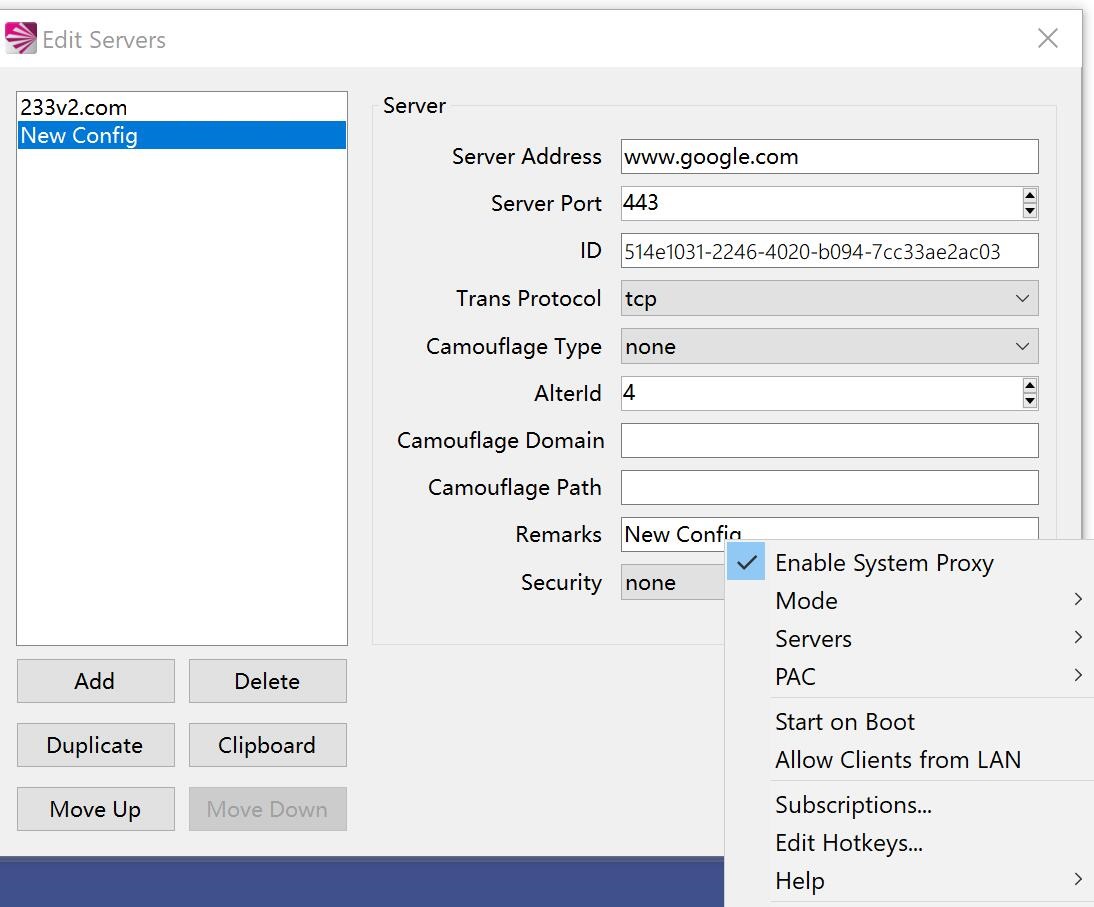 Edit Servers
233v2.com
New Config
Server
Server Address
www.google.com
Server Port
443
ID
514e1031-2246-4020-b094-7cc33ae2ac03
Trans Protocol
tcp
Camouflage Type
none
AlterId
4
Camouflage Domain
Camouflage Path
Remarks
New Config
Security
none
Add
Delete
Duplicate
Clipboard
Move Up
Move Down
Enable System Proxy
Mode
Servers
PAC
Start on Boot
Allow Clients from LAN
Subscriptions...
Edit Hotkeys...
Help